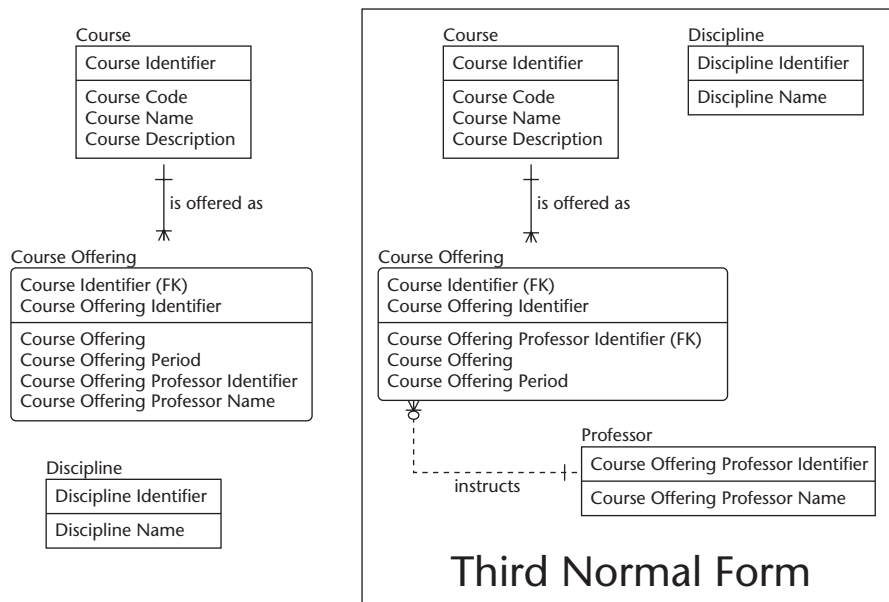 Course
Course Identifier
Course Code
Course Name
Course Description
is offered as
Course Offering
Course Identifier (FK)
Course Offering Identifier
Course Offering
Course Offering Period
Course Offering Professor Identifier
Course Offering Professor Name
Discipline
Discipline Identifier
Discipline Name
Course
Course Identifier
Course Code
Course Name
Course Description
Discipline
Discipline Identifier
Discipline Name
is offered as
Course Offering
Course Identifier (FK)
Course Offering Identifier
Course Offering Professor Identifier (FK)
Course Offering
Course Offering Period
Professor
Course Offering Professor Identifier
Course Offering Professor Name
instructs
Third Normal Form